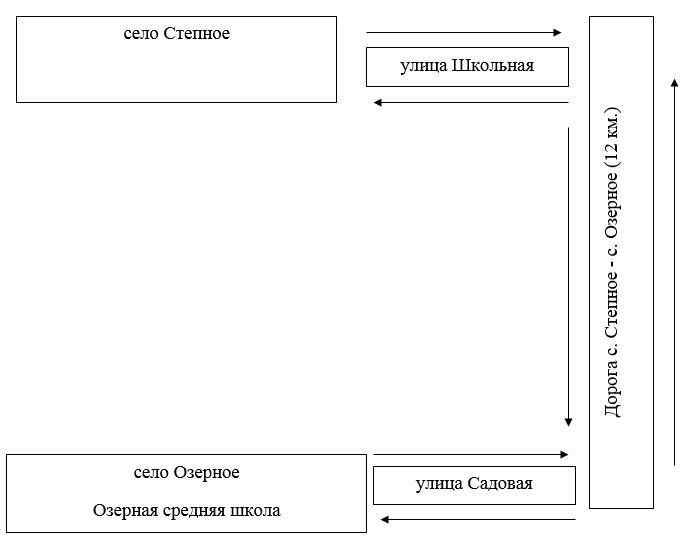 село Степное
улица Школьная
Дорога с. Степное - с. Озерное (12 км.)
село Озерное
Озерная средняя школа
улица Садовая